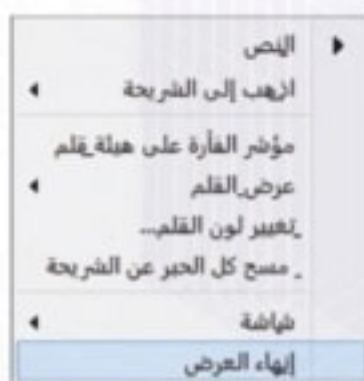 النص
اذهب إلى الشريحة
مؤشر الفأرة على هيئة قلم
عرض القلم
تغيير لون القلم...
مسح كل الحبر عن الشريحة
شاشة
إنهاء العرض